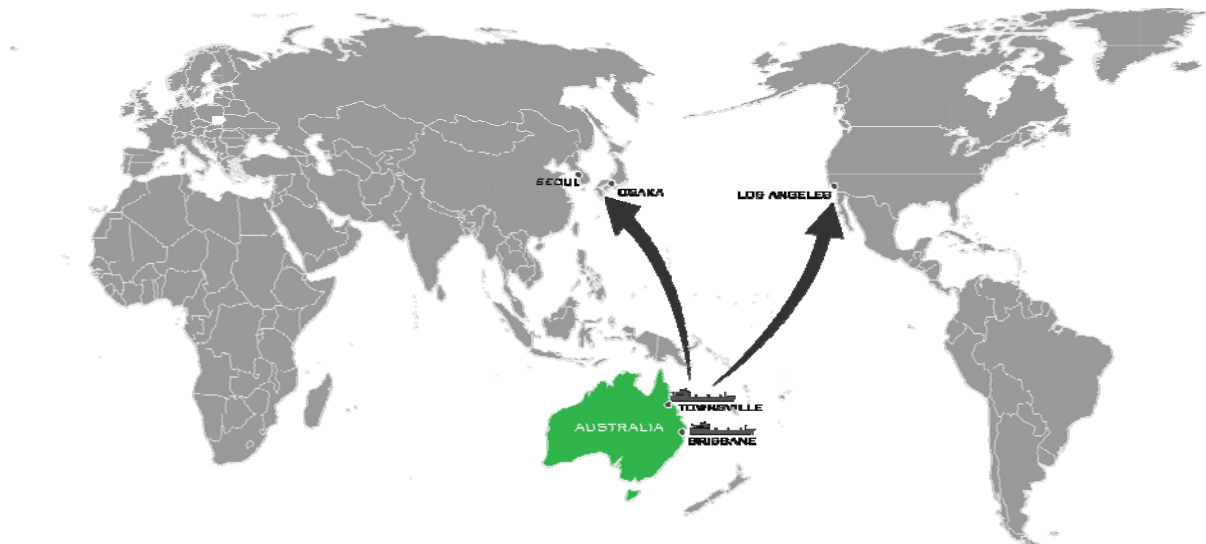 SEOUL
OSAKA
LOS ANGELES
TOWNSVILLE
AUSTRALIA
BRISBANE